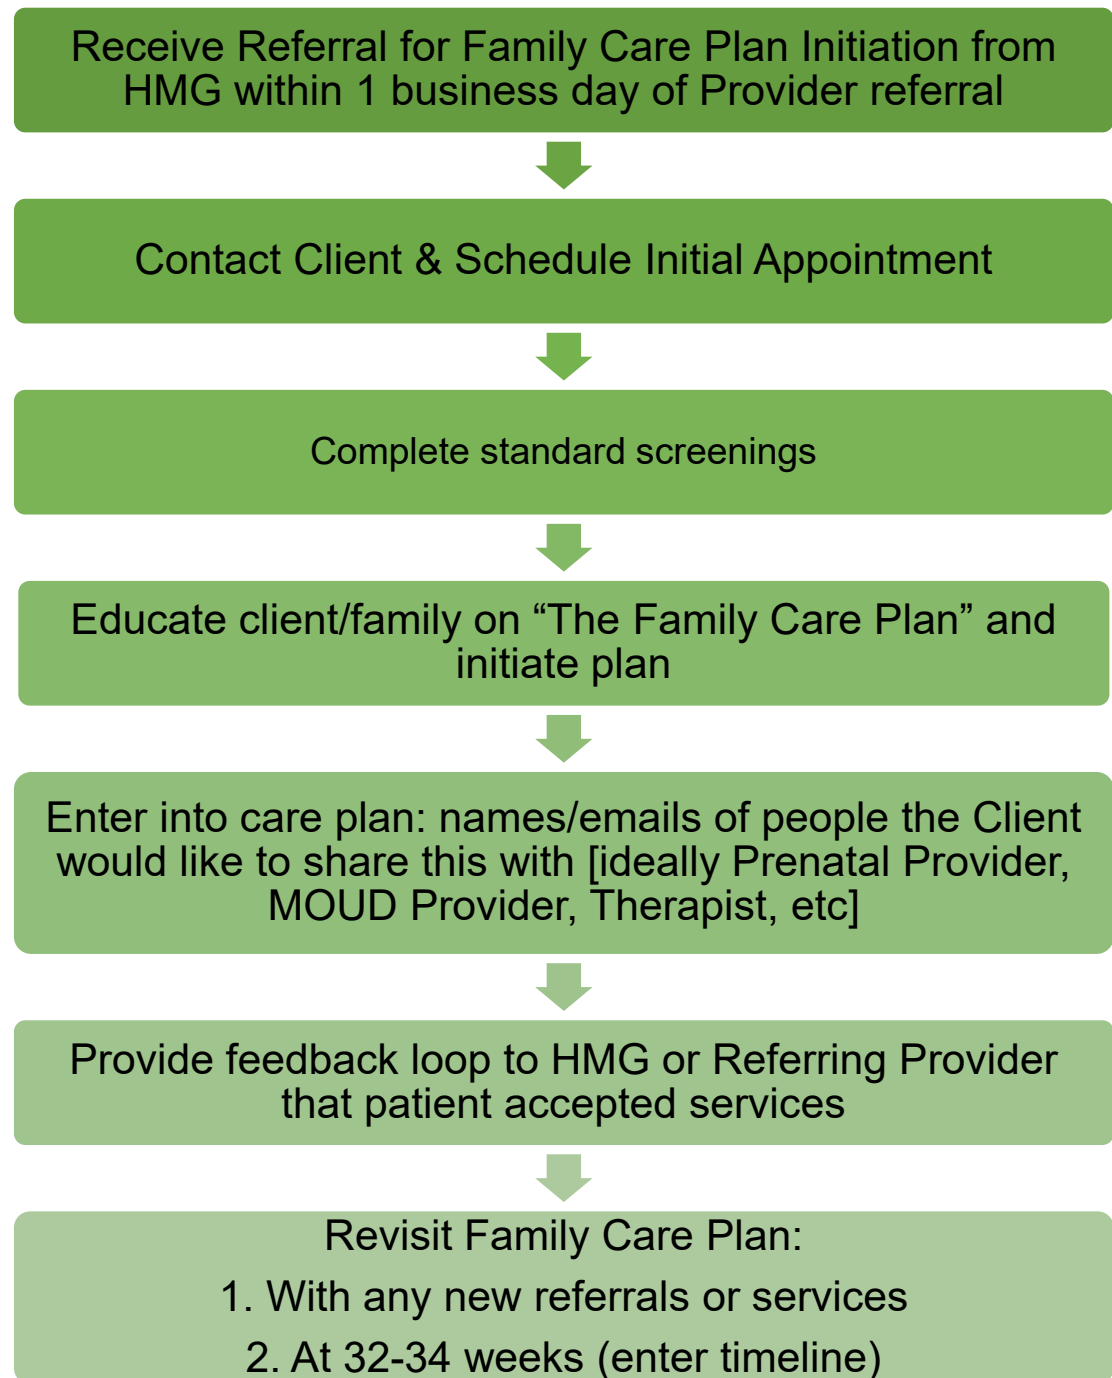 Receive Referral for Family Care Plan Initiation from
HMG within 1 business day of Provider referral
Contact Client & Schedule Initial Appointment
Complete standard screenings
Educate client/family on “The Family Care Plan” and
initiate plan
Enter into care plan: names/emails of people the Client
would like to share this with [ideally Prenatal Provider,
MOUD Provider, Therapist, etc]
Provide feedback loop to HMG or Referring Provider
that patient accepted services
Revisit Family Care Plan:
1. With any new referrals or services
2. At 32-34 weeks (enter timeline)